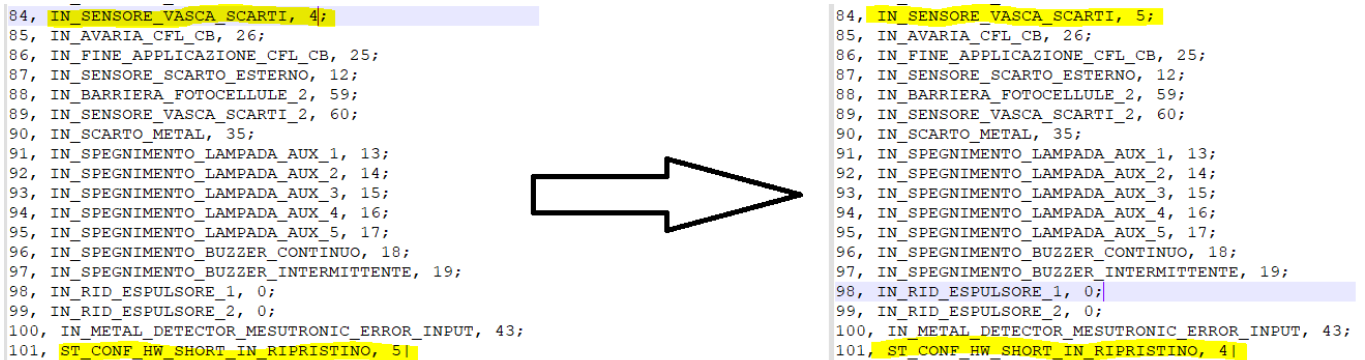 84, IN_SENSORE_VASCA_SCARTI, 4;
85, IN_AVARIA_CFL_CB, 26;
86, IN_FINE_APPLICAZIONE_CFL_CB, 25;
87, IN_SENSORE_SCARTO_ESTERNO, 12;
88, IN_BARRIERA_FOTOCELLULE_2, 59;
89, IN_SENSORE_VASCA_SCARTI_2, 60;
90, IN_SCARTO_METAL, 35;
91, IN_SPEGNIMENTO_LAMPADA_AUX_1, 13;
92, IN_SPEGNIMENTO_LAMPADA_AUX_2, 14;
93, IN_SPEGNIMENTO_LAMPADA_AUX_3, 15;
94, IN_SPEGNIMENTO_LAMPADA_AUX_4, 16;
95, IN_SPEGNIMENTO_LAMPADA_AUX_5, 17;
96, IN_SPEGNIMENTO_BUZZER_CONTINUO, 18;
97, IN_SPEGNIMENTO_BUZZER_INTERMITTENTE, 19;
98, IN_RID_ESPULSORE_1, 0;
99, IN_RID_ESPULSORE_2, 0;
100, IN_METAL_DETECTOR_MESUTRONIC_ERROR_INPUT, 43;
101, ST_CONF_HW_SHORT_IN_RIPRISTINO, 5|
84, IN_SENSORE_VASCA_SCARTI, 5;
85, IN_AVARIA_CFL_CB, 26;
86, IN_FINE_APPLICAZIONE_CFL_CB, 25;
87, IN_SENSORE_SCARTO_ESTERNO, 12;
88, IN_BARRIERA_FOTOCELLULE_2, 59;
89, IN_SENSORE_VASCA_SCARTI_2, 60;
90, IN_SCARTO_METAL, 35;
91, IN_SPEGNIMENTO_LAMPADA_AUX_1, 13;
92, IN_SPEGNIMENTO_LAMPADA_AUX_2, 14;
93, IN_SPEGNIMENTO_LAMPADA_AUX_3, 15;
94, IN_SPEGNIMENTO_LAMPADA_AUX_4, 16;
95, IN_SPEGNIMENTO_LAMPADA_AUX_5, 17;
96, IN_SPEGNIMENTO_BUZZER_CONTINUO, 18;
97, IN_SPEGNIMENTO_BUZZER_INTERMITTENTE, 19;
98, IN_RID_ESPULSORE_1, 0;
99, IN_RID_ESPULSORE_2, 0;
100, IN_METAL_DETECTOR_MESUTRONIC_ERROR_INPUT, 43;
101, ST_CONF_HW_SHORT_IN_RIPRISTINO, 4|